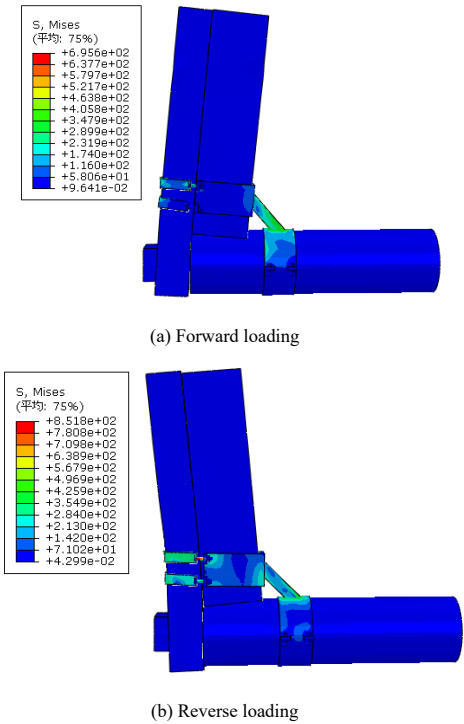 S, Mises
(平均: 75%)
+6.956e+02
+6.377e+02
+5.797e+02
+5.217e+02
+4.638e+02
+4.058e+02
+3.479e+02
+2.899e+02
+2.319e+02
+1.740e+02
+1.160e+02
+5.806e+01
+9.641e-02
(a) Forward loading
S, Mises
(平均: 75%)
+8.518e+02
+7.808e+02
+7.098e+02
+6.389e+02
+5.679e+02
+4.969e+02
+4.259e+02
+3.549e+02
+2.840e+02
+2.130e+02
+1.420e+02
+7.102e+01
+4.299e-02
(b) Reverse loading